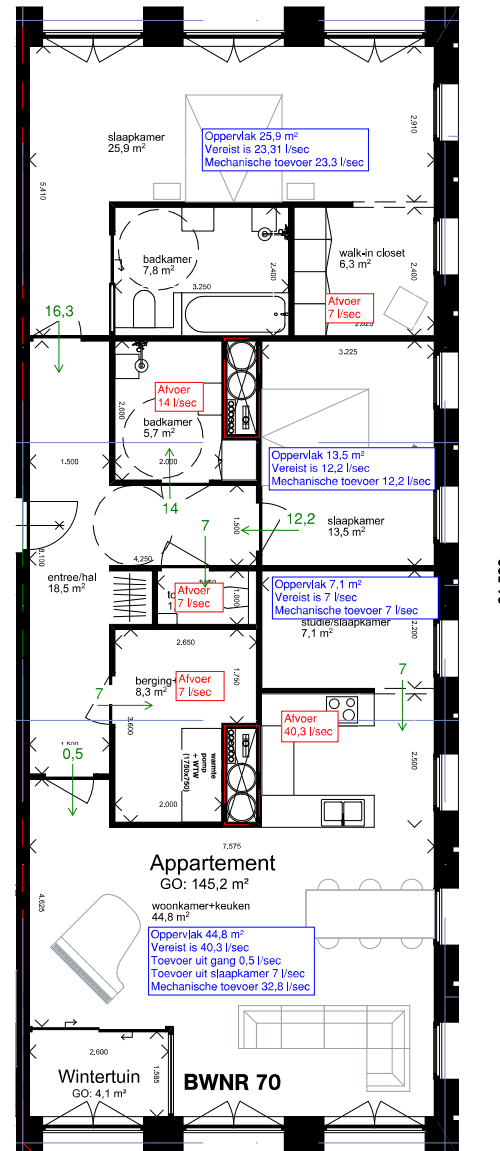 2.910
slaapkamer
25,9 m²
Oppervlak 25,9 m²
Vereist is 23,31 l/sec
Mechanische toevoer 23,3 l/sec
5.410
badkamer
7,8 m²
2.400
3.250
walk-in closet
6,3 m²
2.400
Afvoer
7 l/sec
16,3
3.225
Afvoer
14 l/sec
2.600
badkamer
5,7 m²
1.500
2.000
Oppervlak 13,5 m²
Vereist is 12,2 l/sec
Mechanische toevoer 12,2 l/sec
14
7
1.500
12,2
slaapkamer
13,5 m²
8.100
4.250
entree/hal
18,5 m²
Afvoer
7 l/sec
Oppervlak 7,1 m²
Vereist is 7 l/sec
Mechanische toevoer 7 l/sec
studie/slaapkamer
7,1 m²
2.200
2.650
1.750
berging+
8,3 m²
Afvoer
7 l/sec
7
7
3.600
Afvoer
40,3 l/sec
1.500
0,5
warmte
pomp
+ WTW
(1750x750)
2.500
2.000
7.575
Appartement
GO: 145,2 m²
4.625
woonkamer+keuken
44,8 m²
Oppervlak 44,8 m²
Vereist is 40,3 l/sec
Toevoer uit gang 0,5 l/sec
Toevoer uit slaapkamer 7 l/sec
Mechanische toevoer 32,8 l/sec
2.600
1.585
Wintertuin
GO: 4,1 m²
BWNR 70